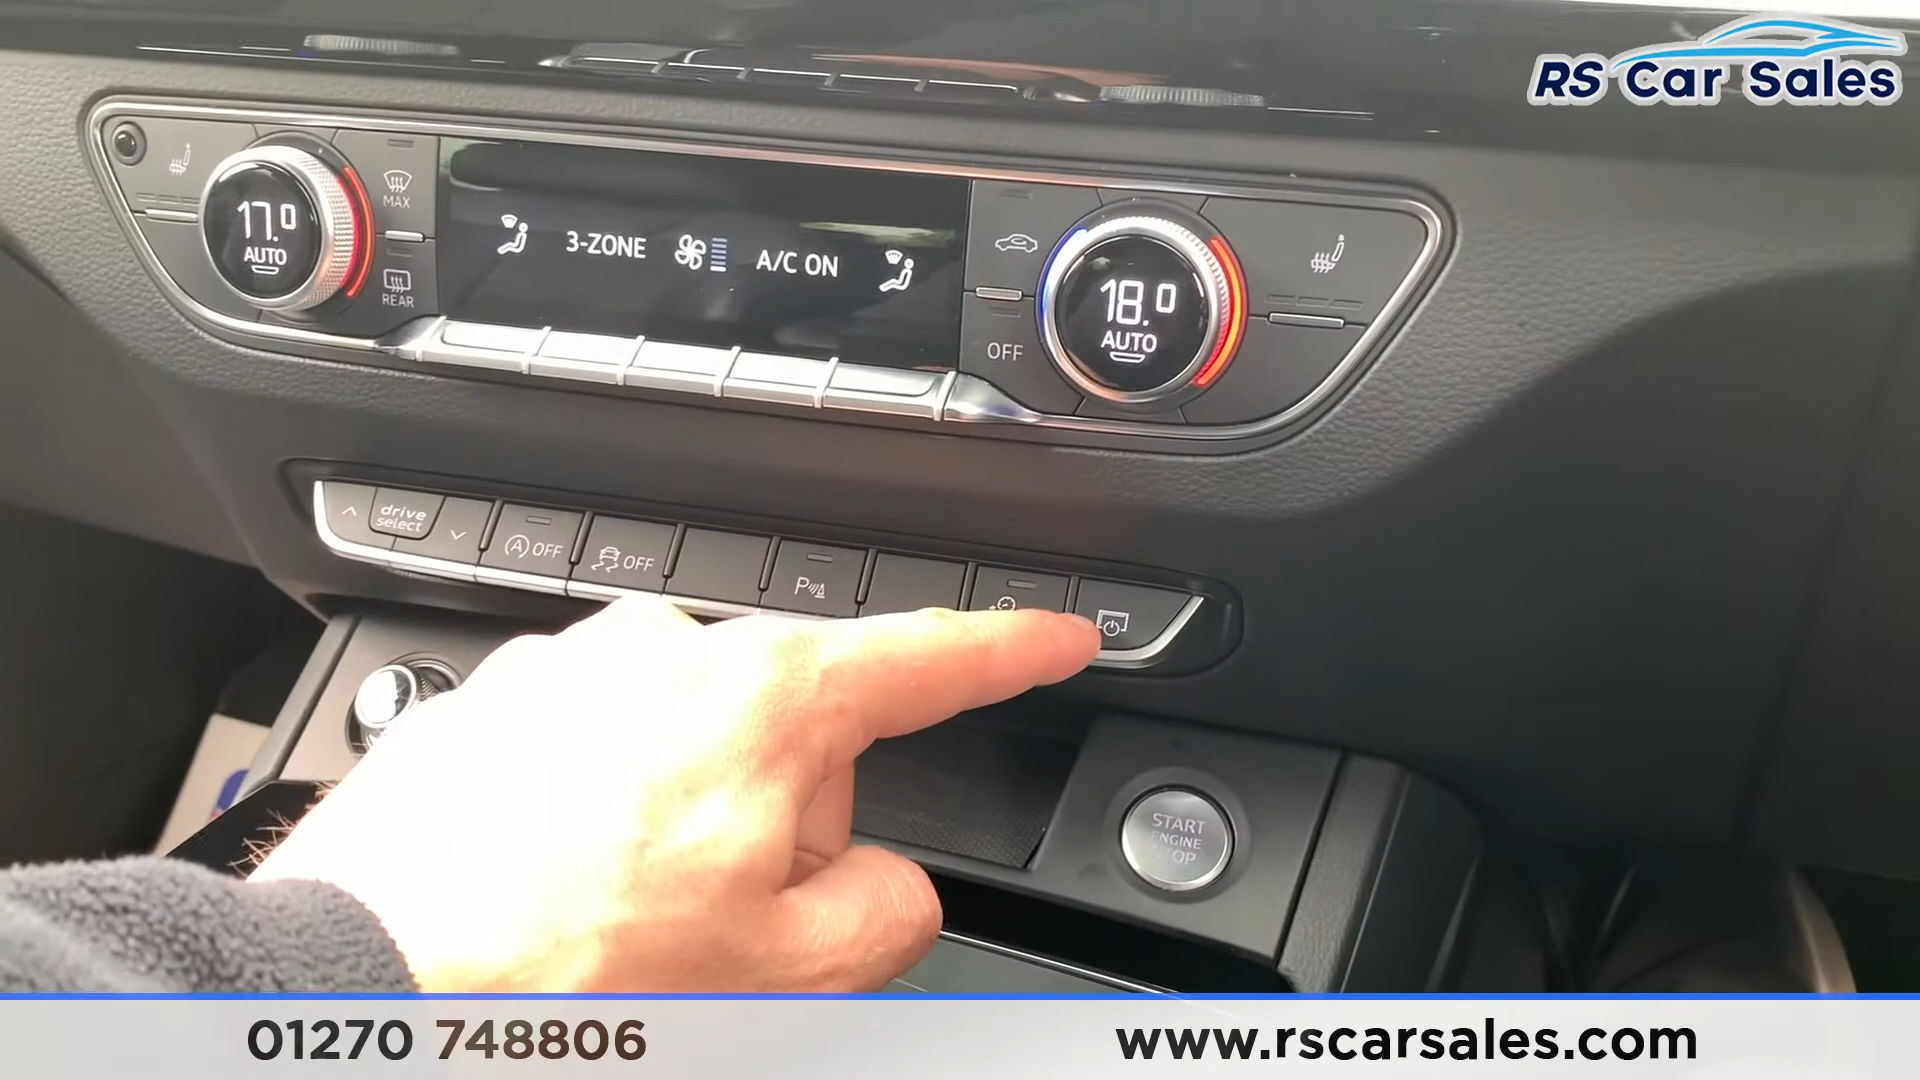 RS Car Sales
17.0
AUTO
MAX
REAR
3-ZONE
A/C ON
18.0
AUTO
OFF
drive
select
A OFF
OFF
P
START
ENGINE
STOP
01270 748806
www.rscarsales.com